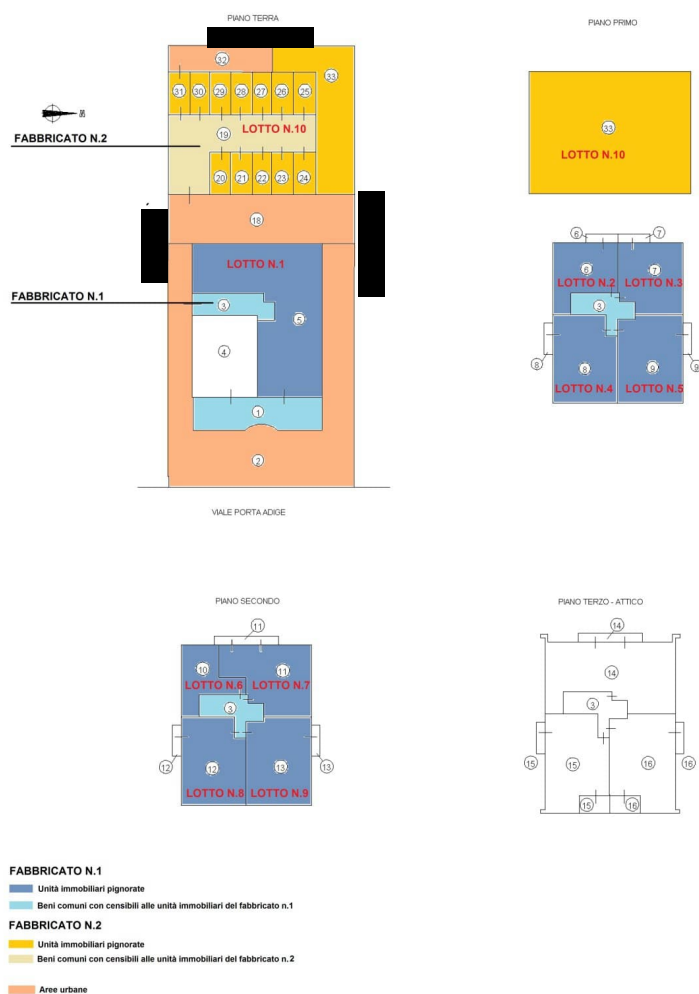 PIANO TERRA
PIANO PRIMO
32
33
31
30
29
28
27
26
25
33
LOTTO N.10
19
LOTTO N.10
FABBRICATO N.2
20
21
22
23
24
18
6
7
LOTTO N.1
6
7
LOTTO N.2
LOTTO N.3
FABBRICATO N.1
3
3
5
4
8
9
8
9
LOTTO N.4
LOTTO N.5
1
2
VIALE PORTA ADIGE
PIANO SECONDO
PIANO TERZO - ATTICO
11
14
10
11
14
LOTTO N.6
LOTTO N.7
3
3
12
13
12
13
15
16
15
16
LOTTO N.8
LOTTO N.9
15
16
FABBRICATO N.1
Unità immobiliari pignorate
Beni comuni con censibili alle unità immobiliari del fabbricato n.1
FABBRICATO N.2
Unità immobiliari pignorate
Beni comuni con censibili alle unità immobiliari del fabbricato n.2
Aree urbane